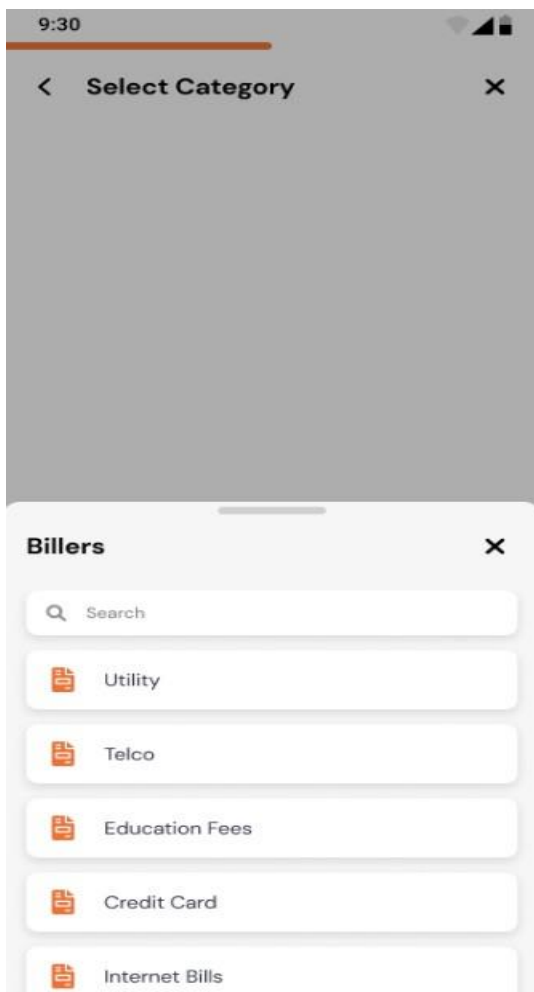 9:30
Select Category
Billers
Search
Utility
Telco
Education Fees
Credit Card
Internet Bills